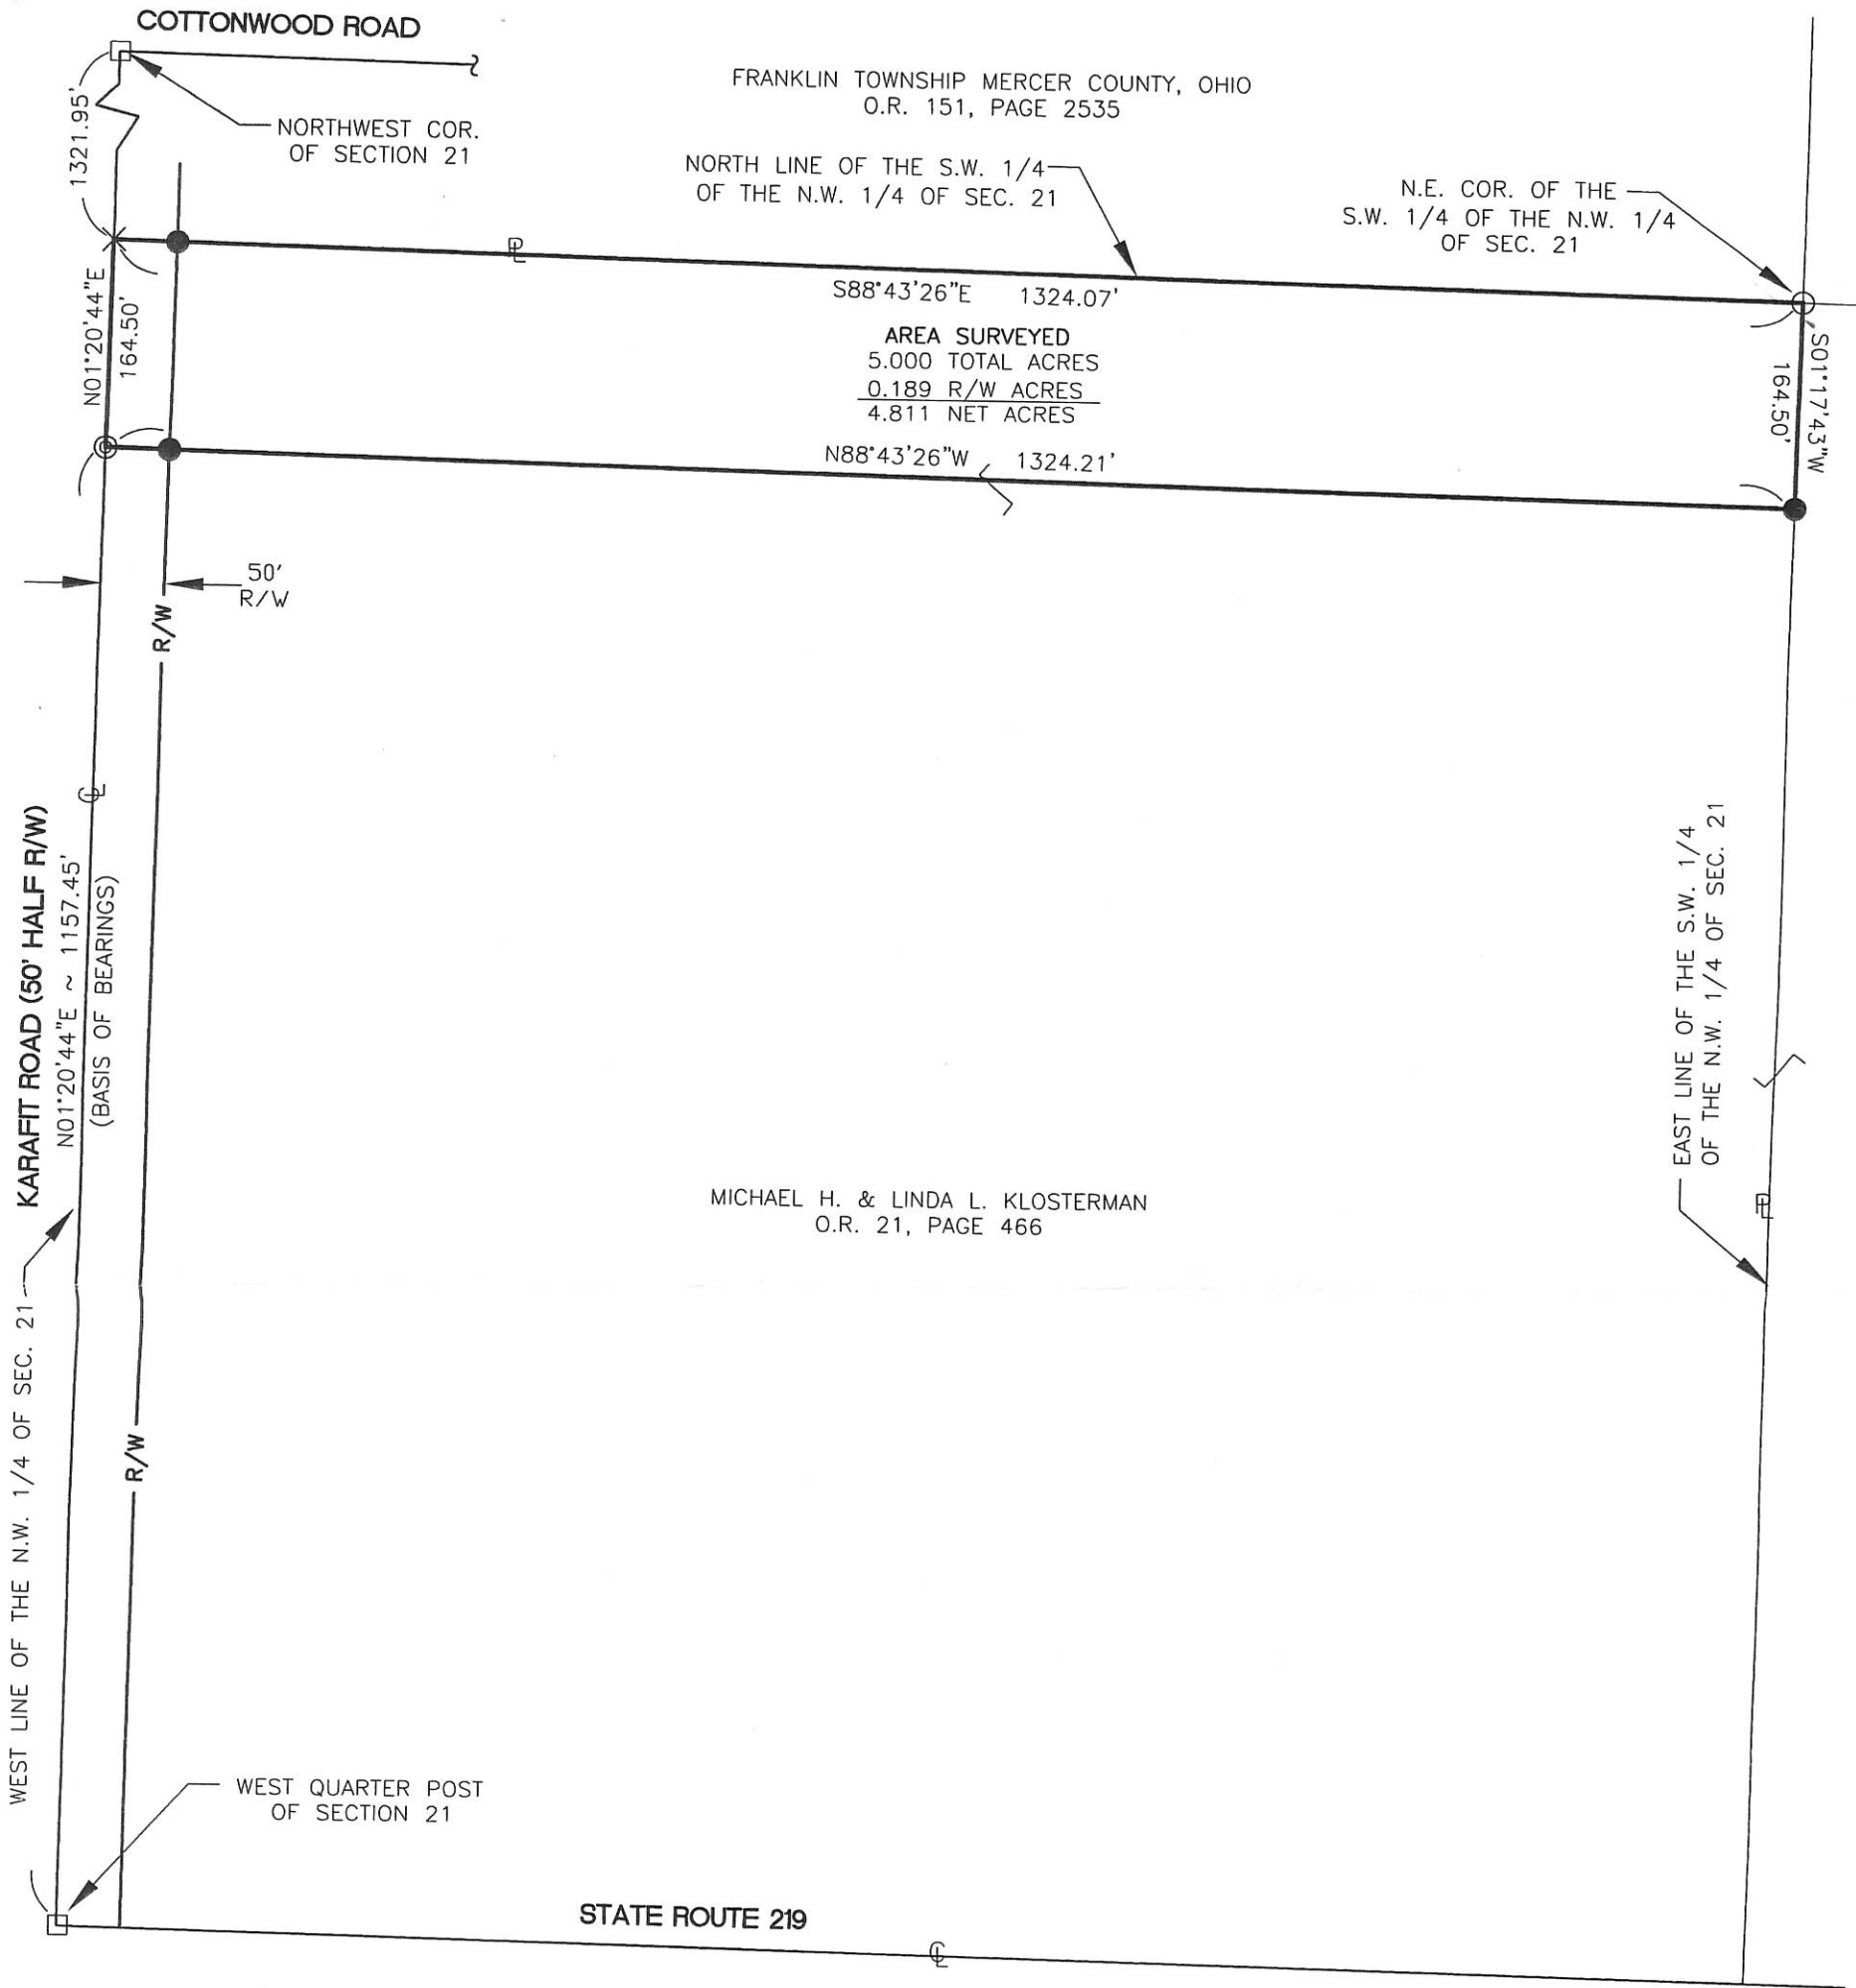 COTTONWOOD ROAD
1321.95'
NORTHWEST COR.
OF SECTION 21
FRANKLIN TOWNSHIP MERCER COUNTY, OHIO
O.R. 151, PAGE 2535
NORTH LINE OF THE S.W. 1/4
OF THE N.W. 1/4 OF SEC. 21
N.E. COR. OF THE
S.W. 1/4 OF THE N.W. 1/4
OF SEC. 21
PL
S88°43'26"E 1324.07'
N01°20'44"E
164.50'
AREA SURVEYED
5.000 TOTAL ACRES
0.189 R/W ACRES
4.811 NET ACRES
S01°17'43"W
164.50'
N88°43'26"W 1324.21'
50'
R/W
R/W
CL
KARAFIT ROAD (50' HALF R/W)
N01°20'44"E ~ 1157.45'
(BASIS OF BEARINGS)
EAST LINE OF THE S.W. 1/4
OF THE N.W. 1/4 OF SEC. 21
PL
MICHAEL H. & LINDA L. KLOSTERMAN
O.R. 21, PAGE 466
WEST LINE OF THE N.W. 1/4 OF SEC. 21
R/W
WEST QUARTER POST
OF SECTION 21
STATE ROUTE 219
CL